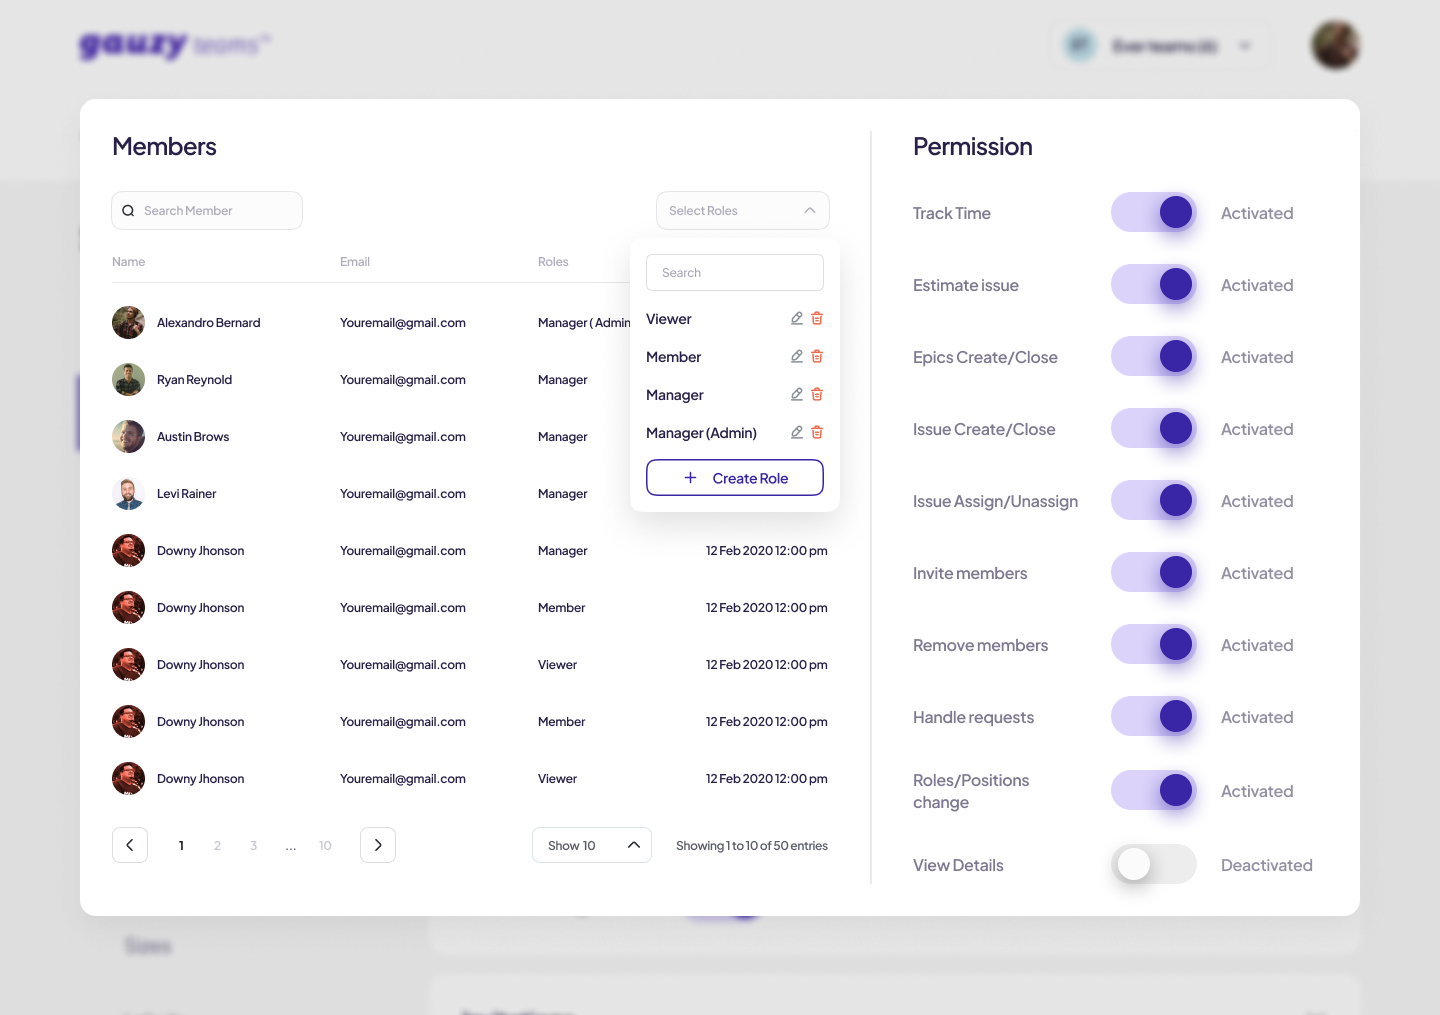 gauzy teams™
Ever teams (6)
Members
Permission
Search Member
Select Roles
Name Email Roles
Search
Viewer
Member
Manager
Manager (Admin)
Create Role
Alexandro Bernard Youremail@gmail.com Manager ( Admin
Ryan Reynold Youremail@gmail.com Manager
Austin Brows Youremail@gmail.com Manager
Levi Rainer Youremail@gmail.com Manager
Downy Jhonson Youremail@gmail.com Manager 12 Feb 2020 12:00 pm
Downy Jhonson Youremail@gmail.com Member 12 Feb 2020 12:00 pm
Downy Jhonson Youremail@gmail.com Viewer 12 Feb 2020 12:00 pm
Downy Jhonson Youremail@gmail.com Member 12 Feb 2020 12:00 pm
Downy Jhonson Youremail@gmail.com Viewer 12 Feb 2020 12:00 pm
1 2 3 ... 10
Show 10
Showing 1 to 10 of 50 entries
Track Time Activated
Estimate issue Activated
Epics Create/Close Activated
Issue Create/Close Activated
Issue Assign/Unassign Activated
Invite members Activated
Remove members Activated
Handle requests Activated
Roles/Positions
change Activated
View Details Deactivated
Sizes